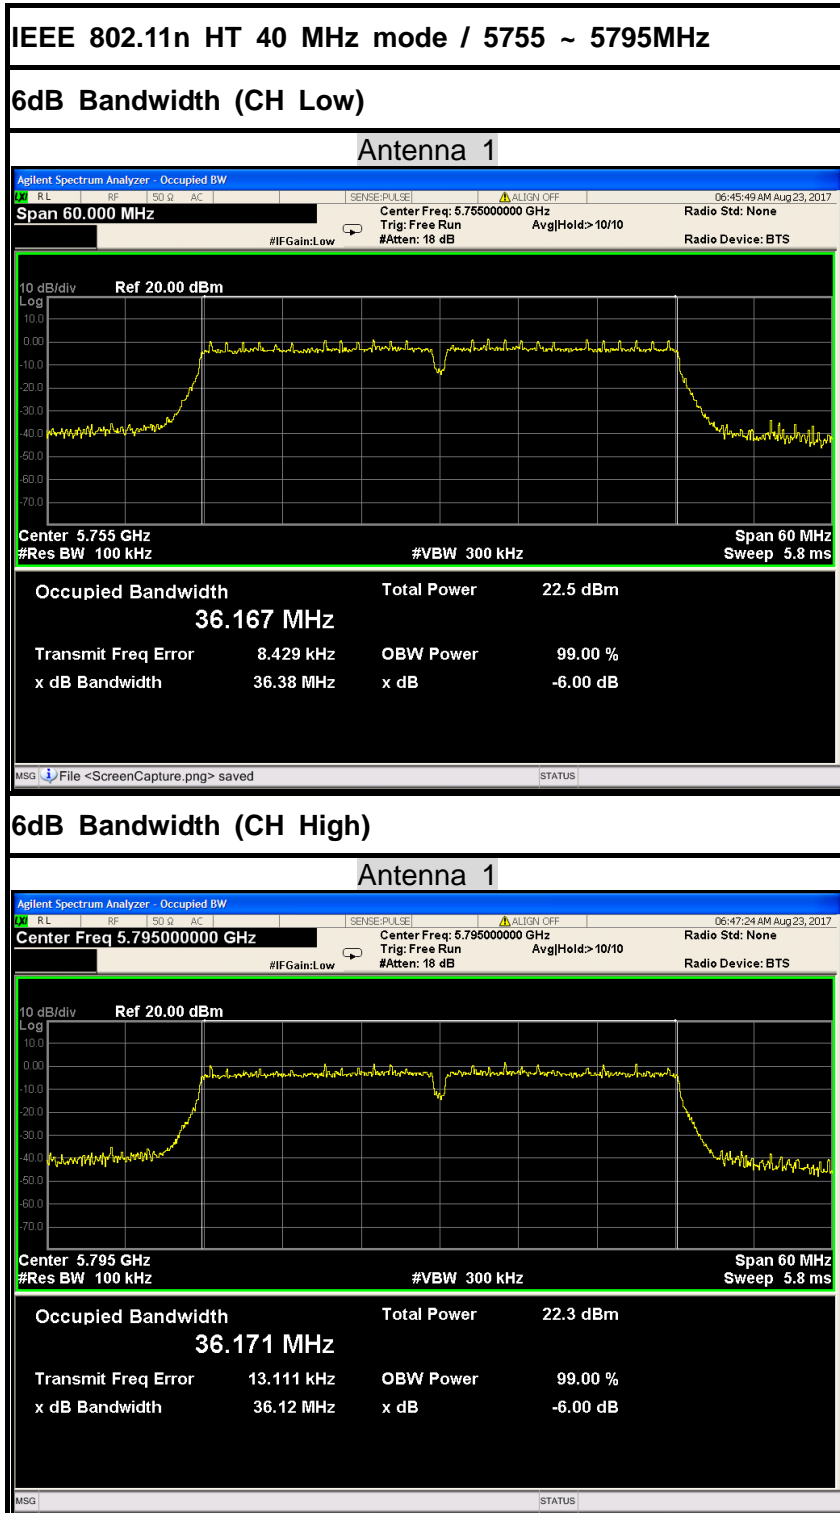 IEEE 802.11n HT 40 MHz mode / 5755 ~ 5795MHz
6dB Bandwidth (CH Low)
Antenna 1
Agilent Spectrum Analyzer - Occupied BW
LXI RL RF 50 Ω AC SENSE:PULSE ALIGN OFF 06:45:49 AM Aug 23, 2017
Span 60.000 MHz
Center Freq: 5.755000000 GHz Radio Std: None
Trig: Free Run Avg|Hold:>10/10
#IFGain:Low #Atten: 18 dB Radio Device: BTS
10 dB/div Ref 20.00 dBm
Log
10.0
0.00
-10.0
-20.0
-30.0
-40.0
-50.0
-60.0
-70.0
Center 5.755 GHz Span 60 MHz
#Res BW 100 kHz #VBW 300 kHz Sweep 5.8 ms
Occupied Bandwidth Total Power 22.5 dBm
36.167 MHz
Transmit Freq Error 8.429 kHz OBW Power 99.00 %
x dB Bandwidth 36.38 MHz x dB -6.00 dB
MSG File <ScreenCapture.png> saved STATUS
6dB Bandwidth (CH High)
Antenna 1
Agilent Spectrum Analyzer - Occupied BW
LXI RL RF 50 Ω AC SENSE:PULSE ALIGN OFF 06:47:24 AM Aug 23, 2017
Center Freq 5.795000000 GHz
Center Freq: 5.795000000 GHz Radio Std: None
Trig: Free Run Avg|Hold:>10/10
#IFGain:Low #Atten: 18 dB Radio Device: BTS
10 dB/div Ref 20.00 dBm
Log
10.0
0.00
-10.0
-20.0
-30.0
-40.0
-50.0
-60.0
-70.0
Center 5.795 GHz Span 60 MHz
#Res BW 100 kHz #VBW 300 kHz Sweep 5.8 ms
Occupied Bandwidth Total Power 22.3 dBm
36.171 MHz
Transmit Freq Error 13.111 kHz OBW Power 99.00 %
x dB Bandwidth 36.12 MHz x dB -6.00 dB
MSG STATUS